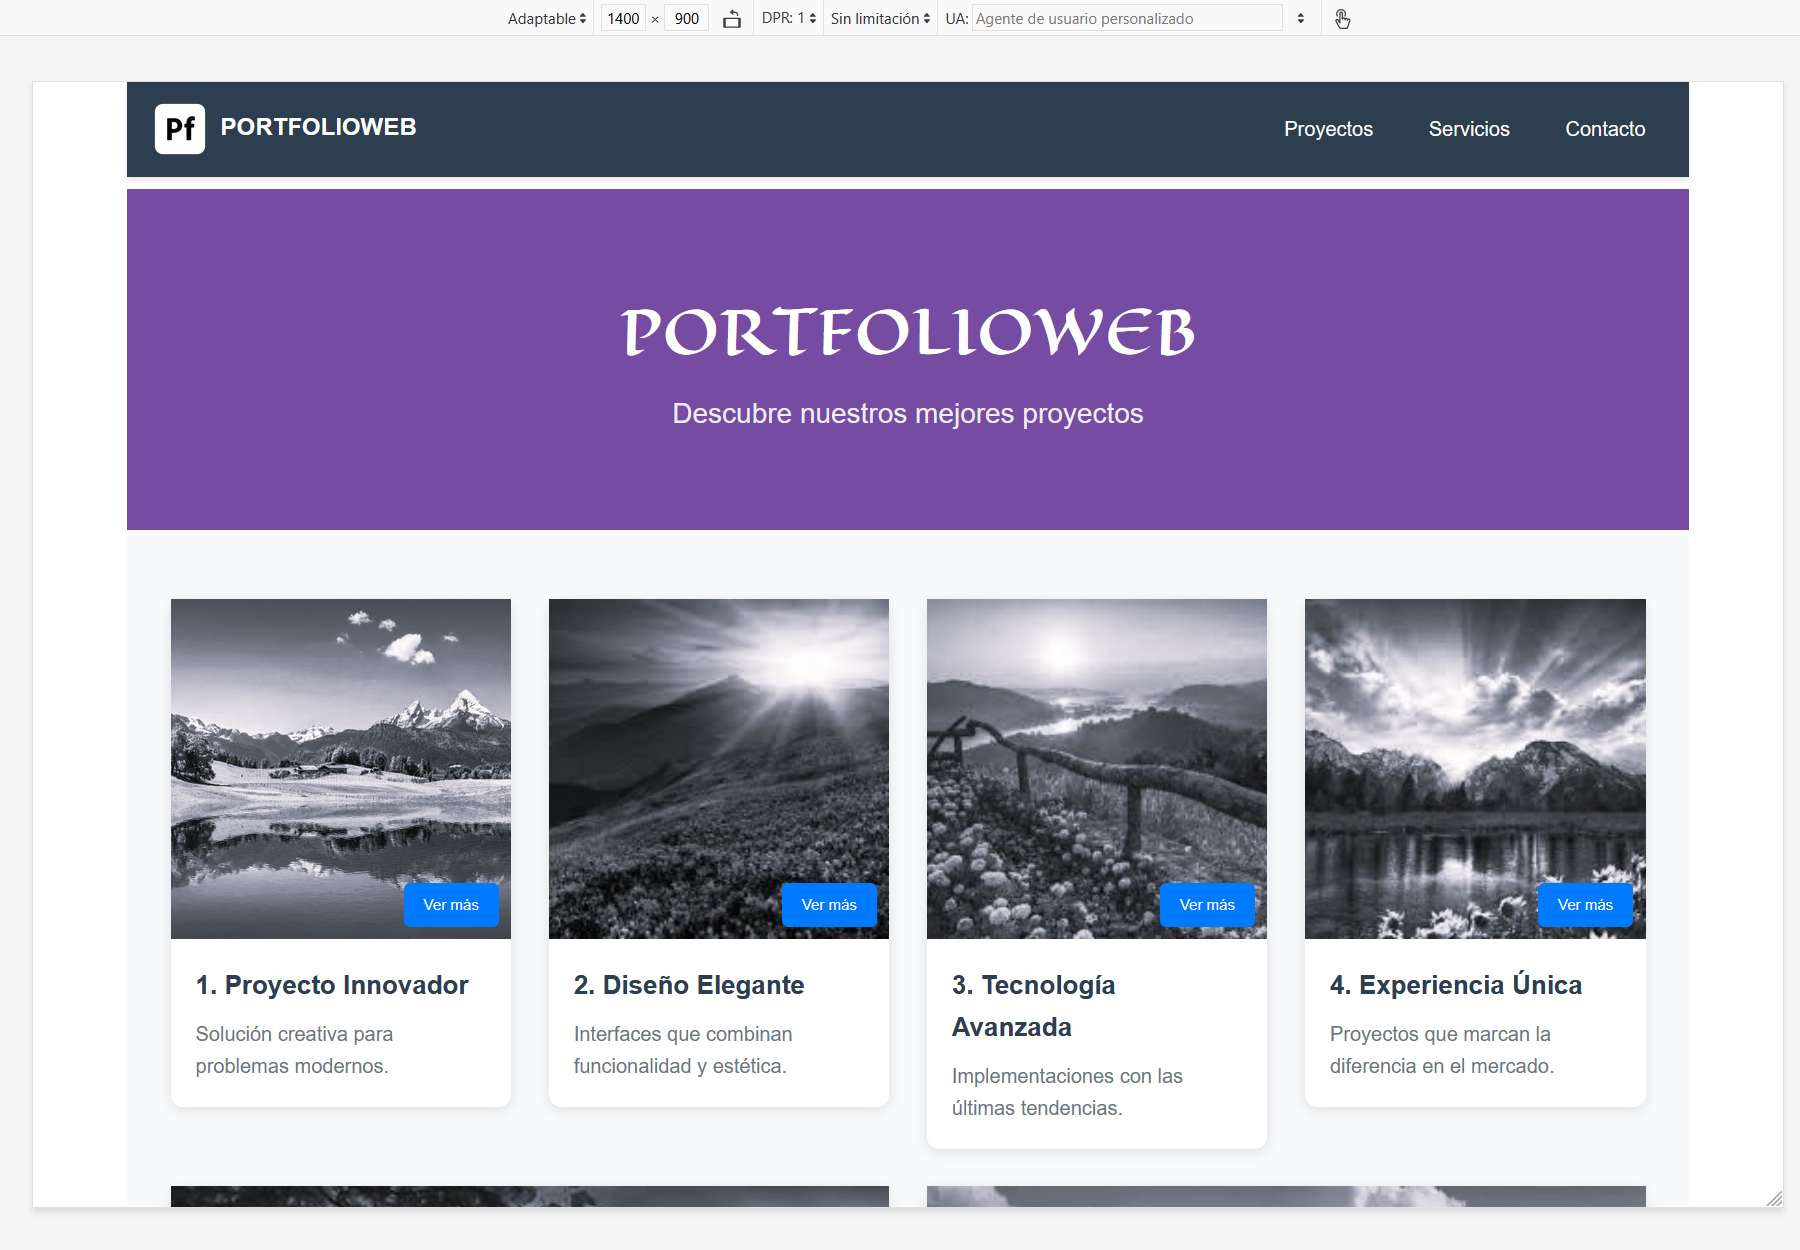 Adaptable 1400 × 900 DPR: 1 Sin limitación UA: Agente de usuario personalizado
Pf PORTFOLIOWEB Proyectos Servicios Contacto
PORTFOLIOWEB
Descubre nuestros mejores proyectos
Ver más
1. Proyecto Innovador
Solución creativa para
problemas modernos.
Ver más
2. Diseño Elegante
Interfaces que combinan
funcionalidad y estética.
Ver más
3. Tecnología
Avanzada
Implementaciones con las
últimas tendencias.
Ver más
4. Experiencia Única
Proyectos que marcan la
diferencia en el mercado.